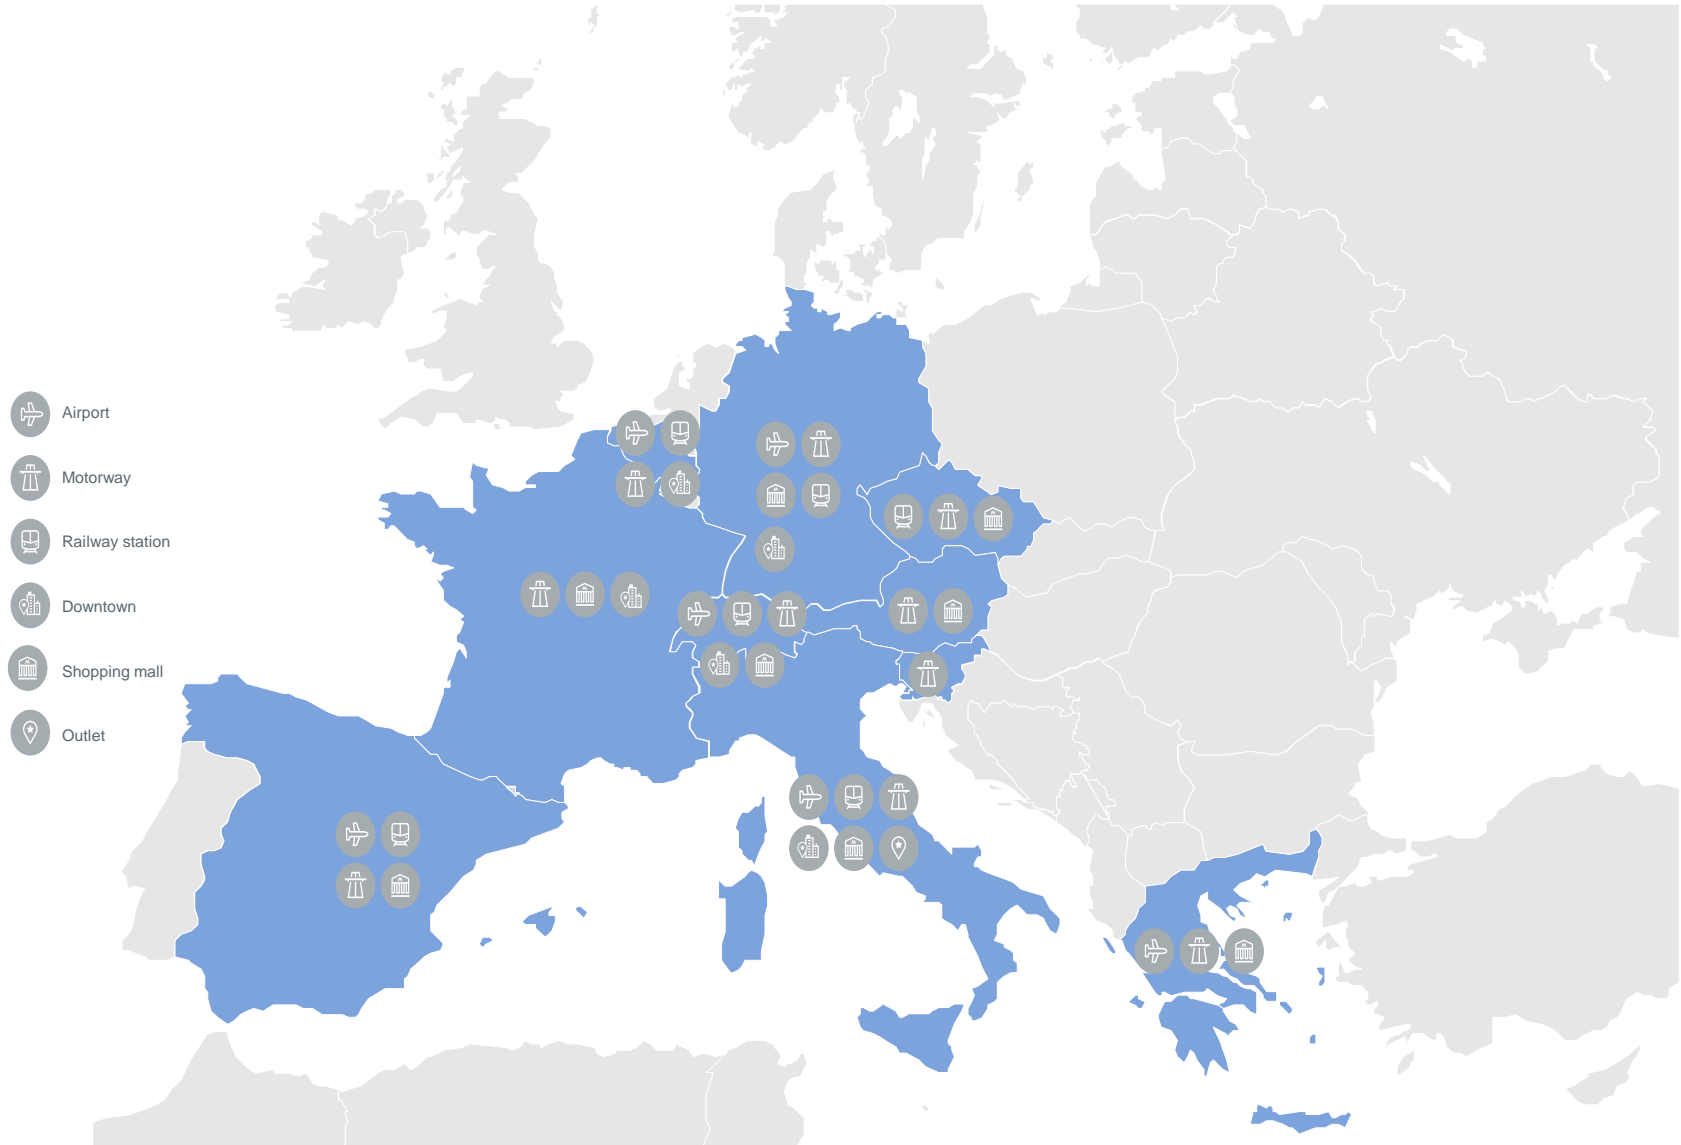 Airport
Motorway
Railway station
Downtown
Shopping mall
Outlet